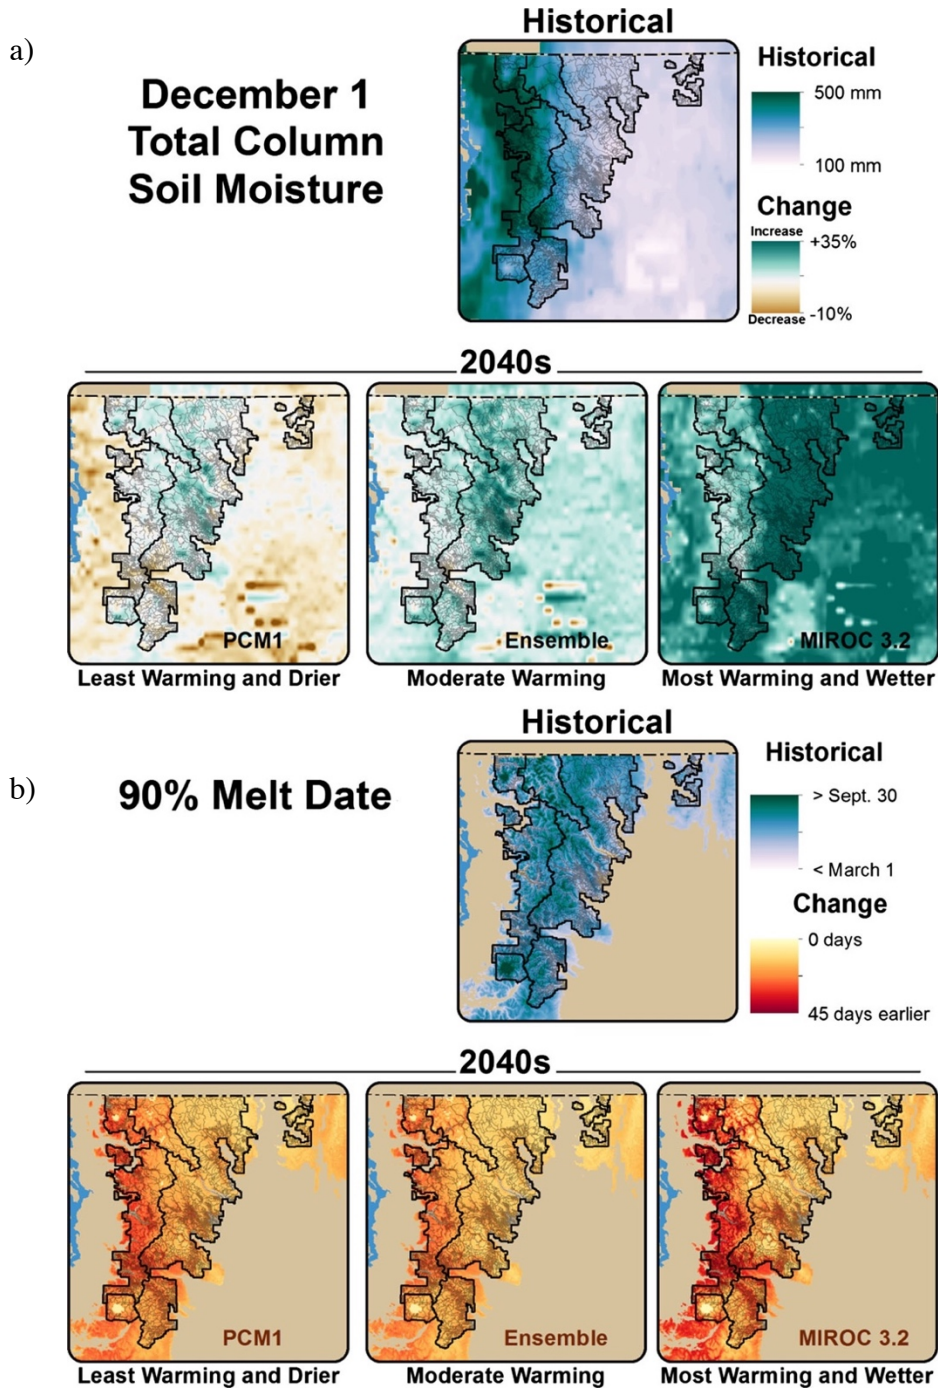 a)
Historical
December 1
Total Column
Soil Moisture
Historical
500 mm
100 mm
Change
Increase
+35%
Decrease
-10%
2040s
PCM1
Ensemble
MIROC 3.2
Least Warming and Drier
Moderate Warming
Most Warming and Wetter
b)
Historical
90% Melt Date
Historical
> Sept. 30
< March 1
Change
0 days
45 days earlier
2040s
PCM1
Ensemble
MIROC 3.2
Least Warming and Drier
Moderate Warming
Most Warming and Wetter